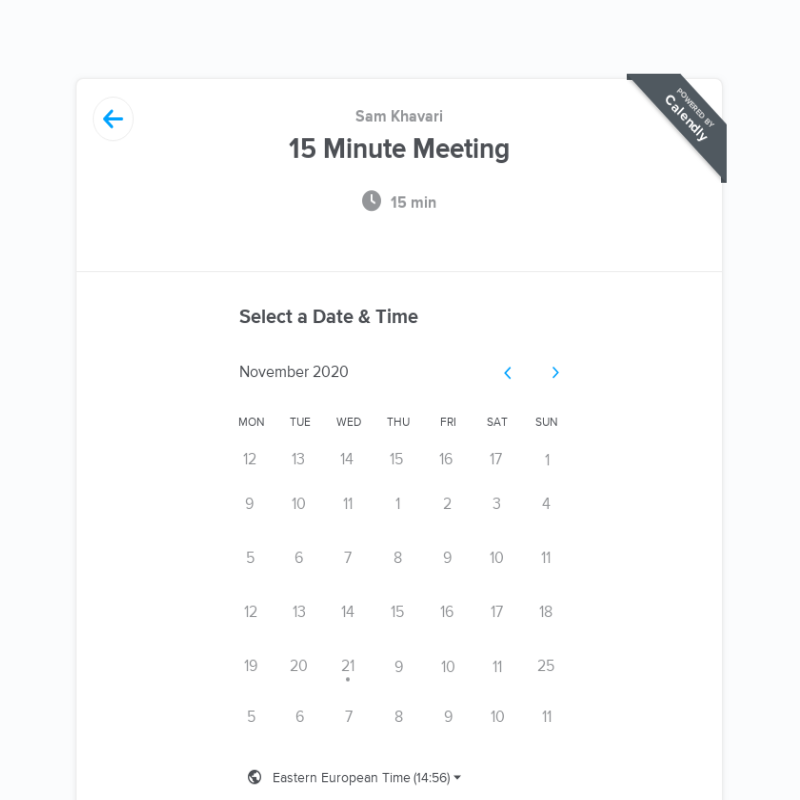 POWERED BY
Calendly
Sam Khavari
15 Minute Meeting
15 min
Select a Date & Time
November 2020
MON TUE WED THU FRI SAT SUN
12 13 14 15 16 17 1
9 10 11 1 2 3 4
5 6 7 8 9 10 11
12 13 14 15 16 17 18
19 20 21 9 10 11 25
5 6 7 8 9 10 11
Eastern European Time (14:56)